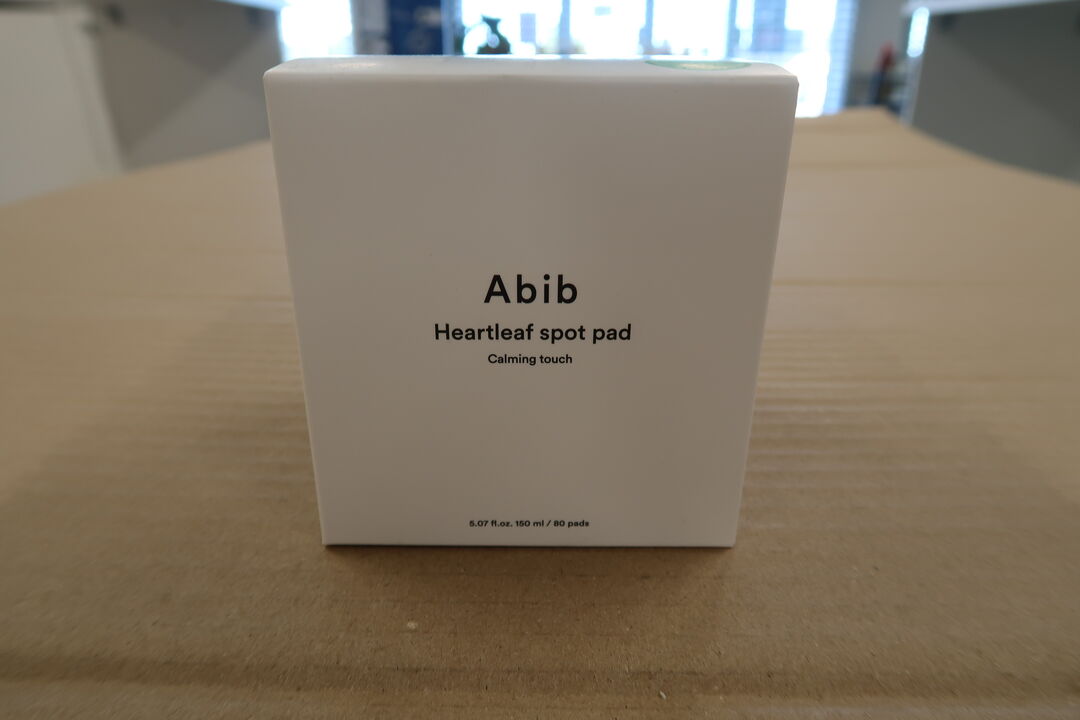 Abib
Heartleaf spot pad
Calming touch
5.07 fl.oz. 150 ml / 80 pads